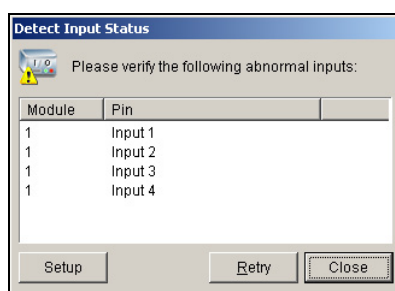 Detect Input Status
Please verify the following abnormal inputs:
Module Pin
1 Input 1
1 Input 2
1 Input 3
1 Input 4
Setup Retry Close